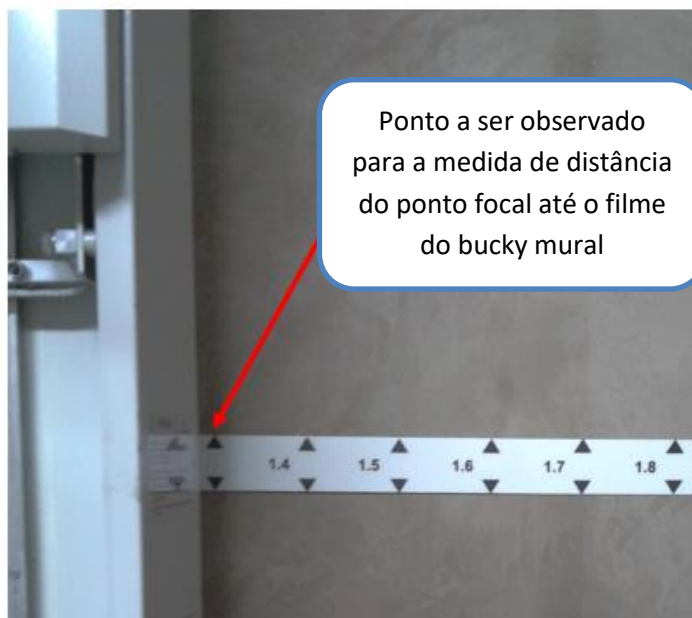 Ponto a ser observado
para a medida de distância
do ponto focal até o filme
do bucky mural
1.4 1.5 1.6 1.7 1.8